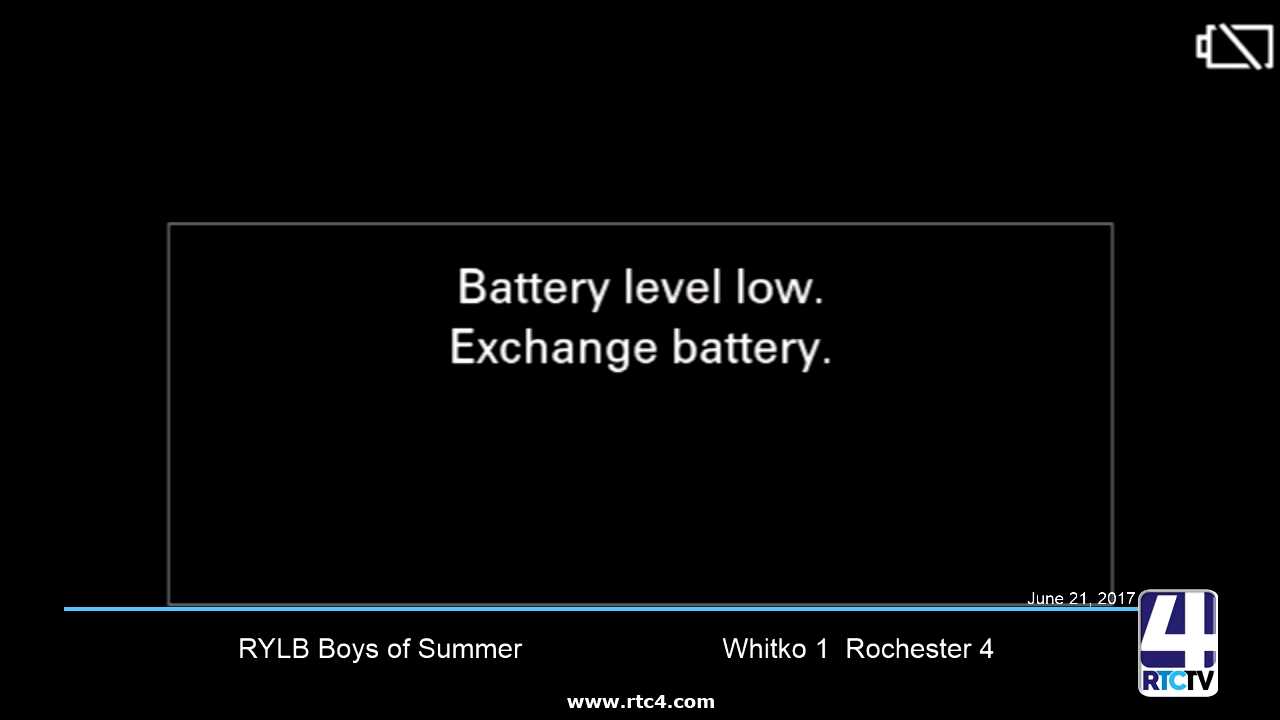 Battery level low.
Exchange battery.
June 21, 2017
RYLB Boys of Summer
Whitko 1  Rochester 4
4
RTCTV
www.rtc4.com